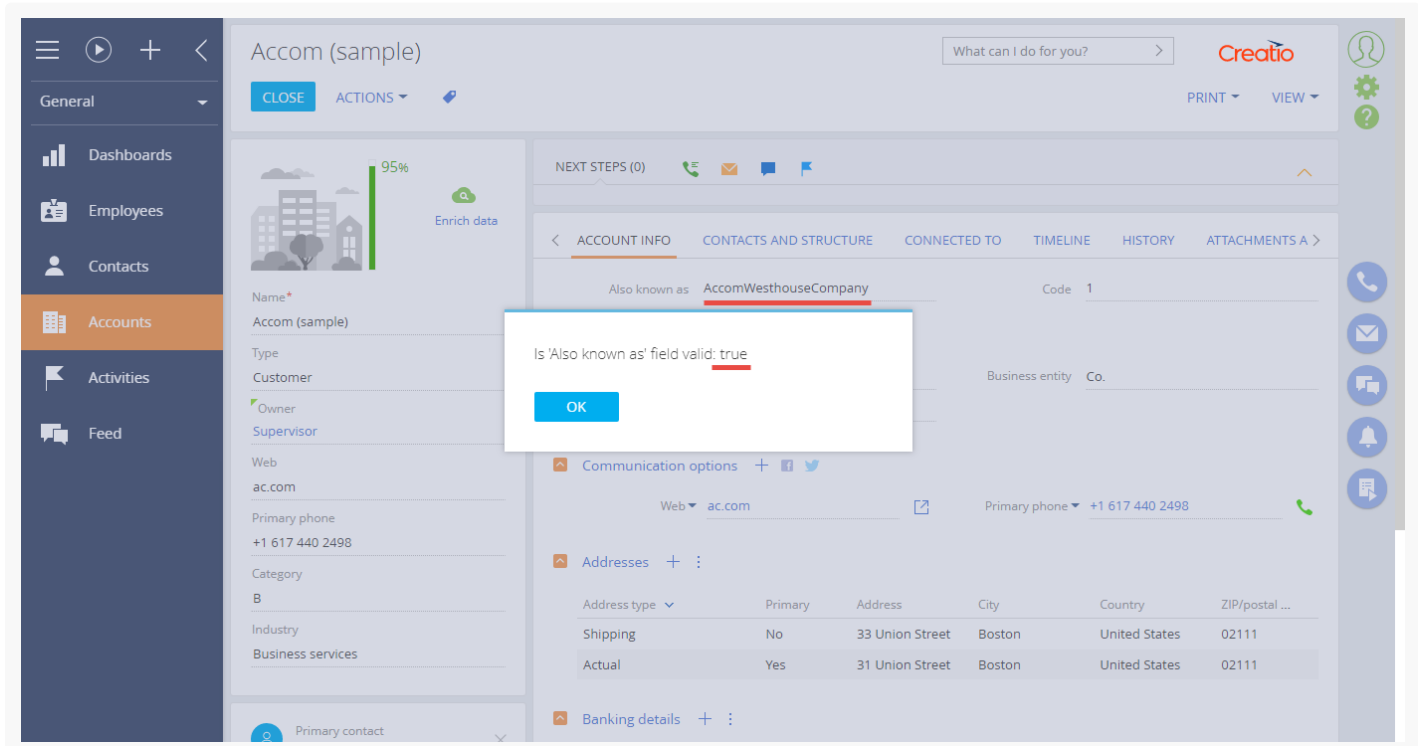 Accom (sample)
What can I do for you?
Creatio
CLOSE ACTIONS
PRINT VIEW
General
Dashboards
Employees
Contacts
Accounts
Activities
Feed
95%
Enrich data
Name*
Accom (sample)
Type
Customer
Owner
Supervisor
Web
ac.com
Primary phone
+1 617 440 2498
Category
B
Industry
Business services
Primary contact
NEXT STEPS (0)
ACCOUNT INFO CONTACTS AND STRUCTURE CONNECTED TO TIMELINE HISTORY ATTACHMENTS A
Also known as AccomWesthouseCompany Code 1
Is 'Also known as' field valid: true
OK
Business entity Co.
Communication options
Web ac.com Primary phone +1 617 440 2498
Addresses
Address type Primary Address City Country ZIP/postal ...
Shipping No 33 Union Street Boston United States 02111
Actual Yes 31 Union Street Boston United States 02111
Banking details